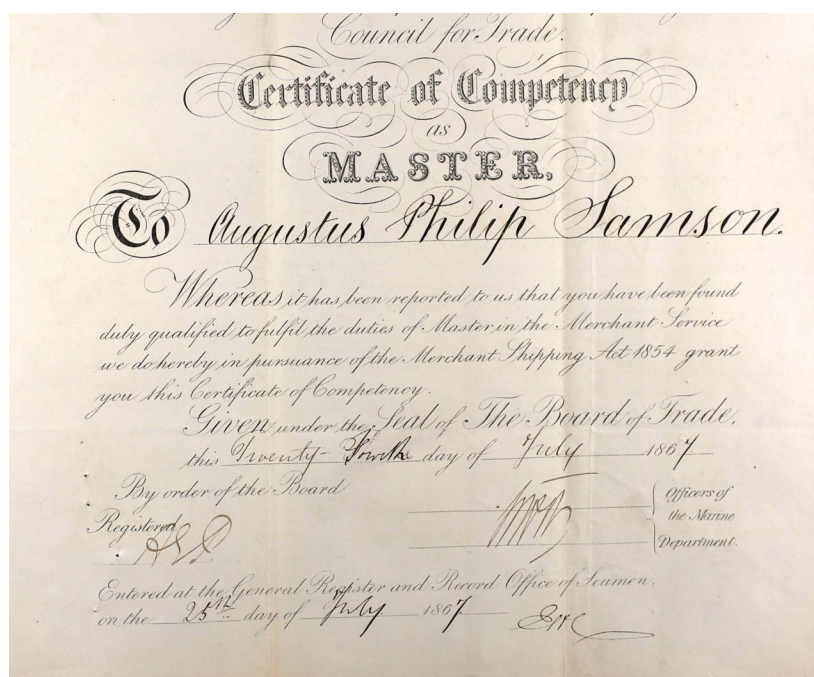 Council for Trade.
Certificate of Competency
as
MASTER,
To Augustus Philip Samson.
Whereas it has been reported to us that you have been found
duly qualified to fulfil the duties of Master in the Merchant Service
we do hereby in pursuance of the Merchant Shipping Act 1854 grant
you this Certificate of Competency.
Given under the Seal of The Board of Trade,
this Twenty-Fourth day of July 1867
By order of the Board
Officers of
the Marine
Department.
Registered
Entered at the General Register and Record Office of Seamen.
on the 25th day of July 1867